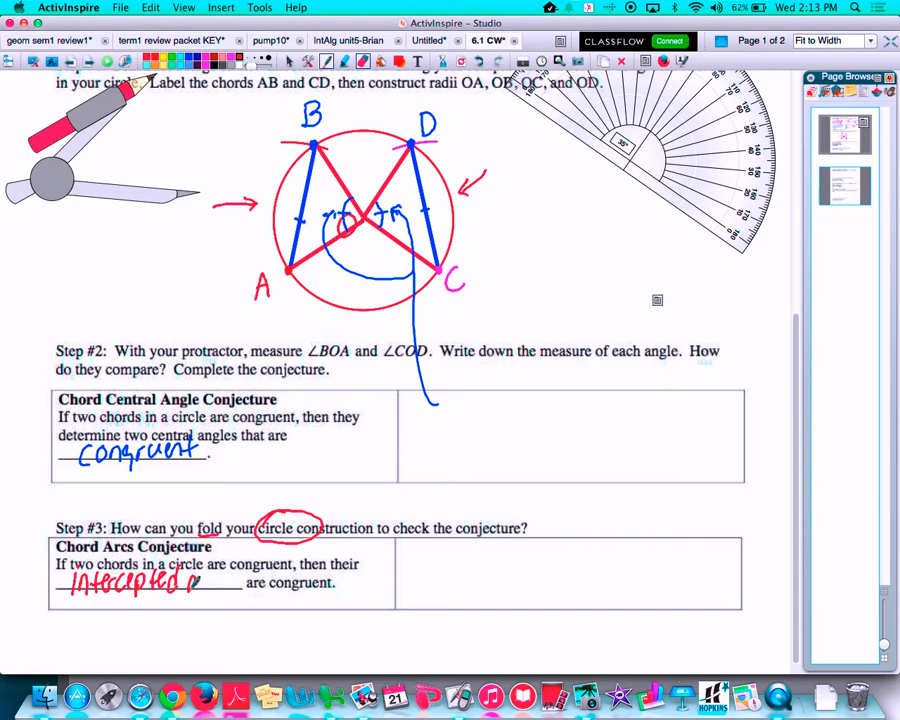 ActivInspire File Edit View Insert Tools Help 62% Wed 2:13 PM
ActivInspire - Studio
geom sem1 review1* term1 review packet KEY* pump10* IntAlg unit5-Brian Untitled* 6.1 CW* CLASSFLOW Connect Page 1 of 2 Fit to Width
Page Browse
in your circle. Label the chords AB and CD, then construct radii OA, OB, OC, and OD.
B D
35°
A C
Step #2: With your protractor, measure ∠BOA and ∠COD. Write down the measure of each angle. How
do they compare? Complete the conjecture.
Chord Central Angle Conjecture
If two chords in a circle are congruent, then they
determine two central angles that are
congruent.
Step #3: How can you fold your circle construction to check the conjecture?
Chord Arcs Conjecture
If two chords in a circle are congruent, then their
Intercepted are congruent.
21
HOPKINS